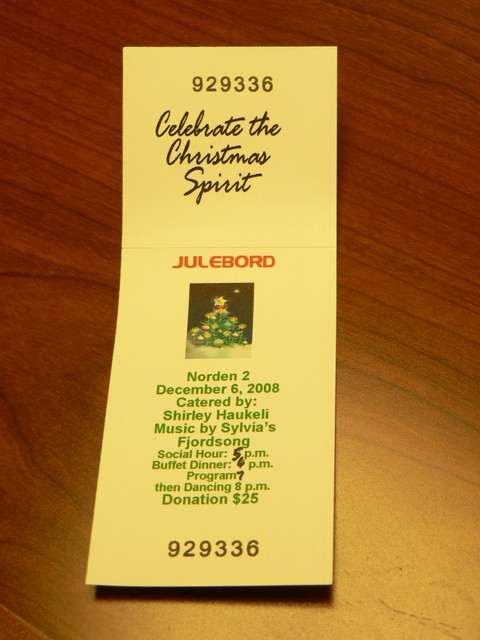 929336
Celebrate the
Christmas
Spirit
JULEBORD
Norden 2
December 6, 2008
Catered by:
Shirley Haukeli
Music by Sylvia's
Fjordsong
Social Hour: 5 p.m.
Buffet Dinner: 6 p.m.
Program 7
then Dancing 8 p.m.
Donation $25
929336